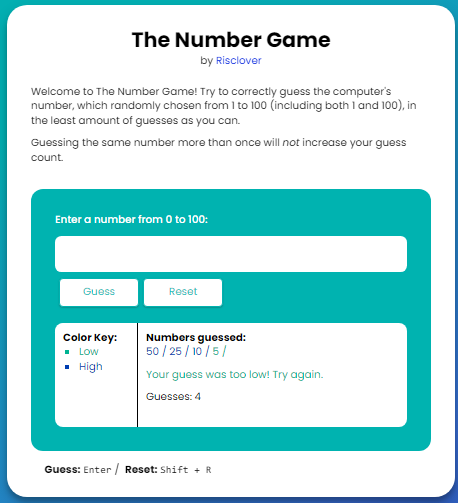 The Number Game
by Risclover
Welcome to The Number Game! Try to correctly guess the computer's
number, which randomly chosen from 1 to 100 (including both 1 and 100), in
the least amount of guesses as you can.
Guessing the same number more than once will not increase your guess
count.
Enter a number from 0 to 100:
Guess Reset
Color Key:
Low
High
Numbers guessed:
50 / 25 / 10 / 5 /
Your guess was too low! Try again.
Guesses: 4
Guess: Enter / Reset: Shift + R